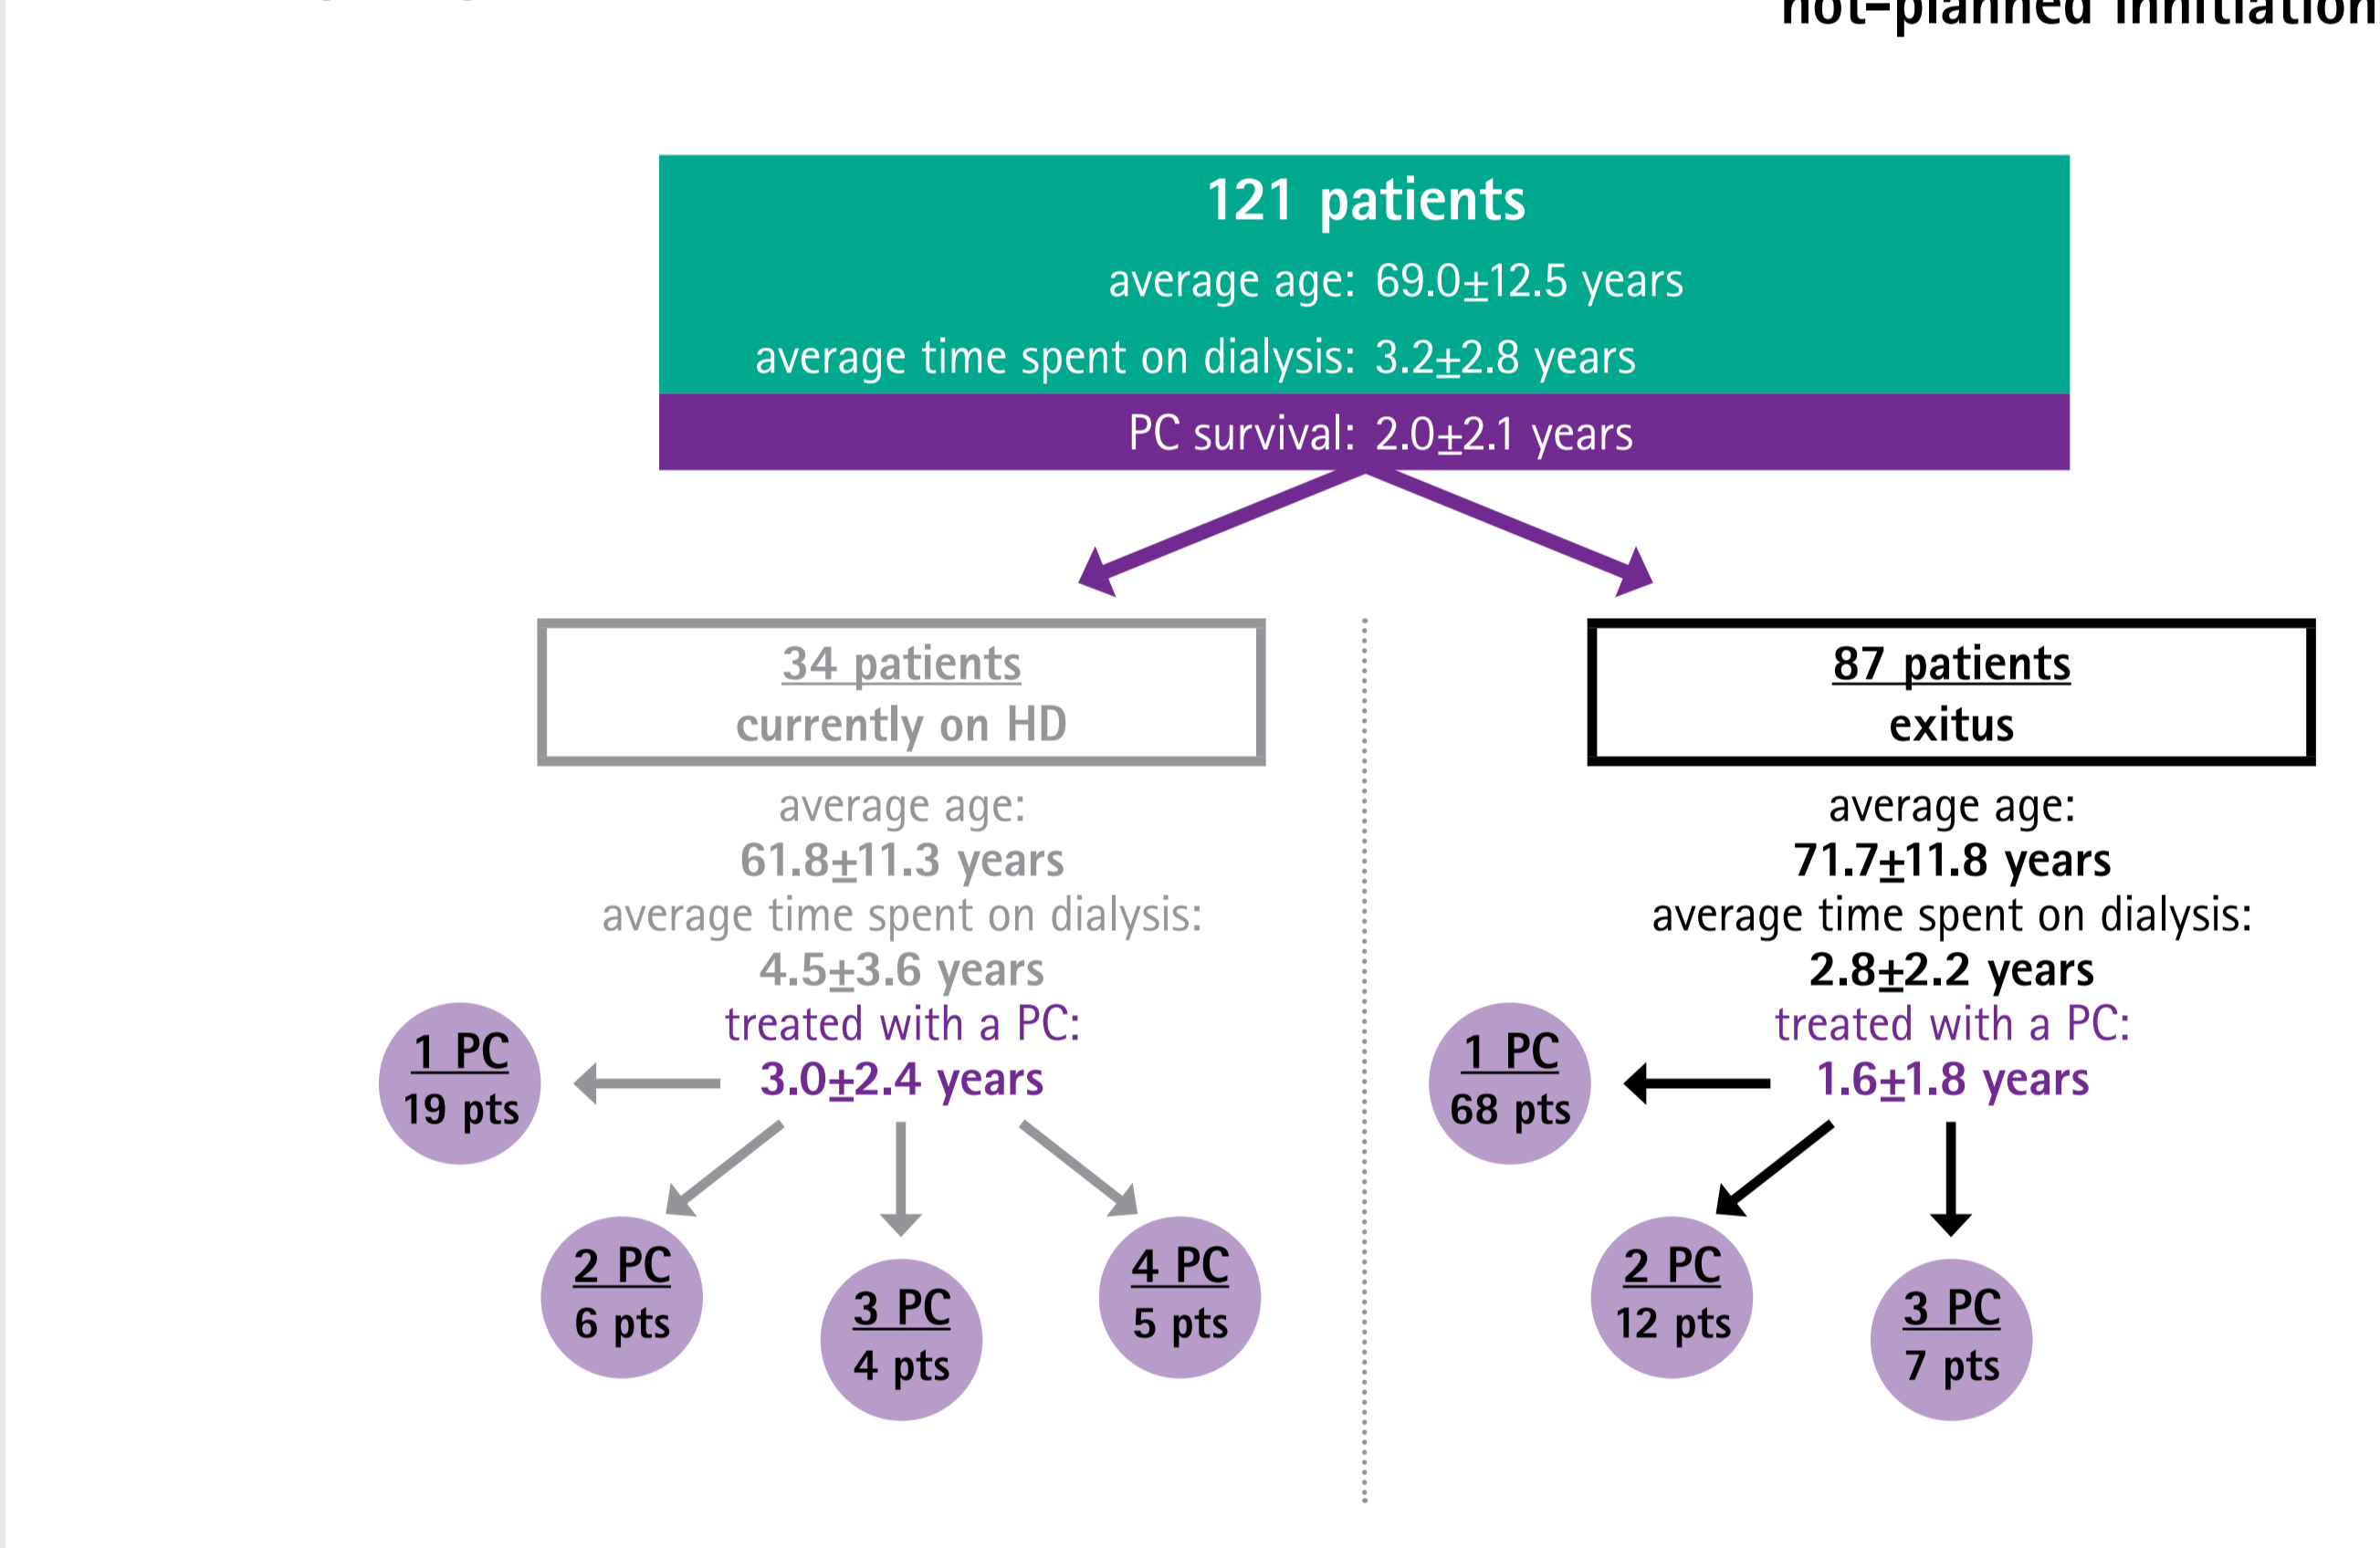 not-planned innitiation
121 patients
average age: 69.0±12.5 years
average time spent on dialysis: 3.2±2.8 years
PC survival: 2.0±2.1 years
34 patients
currently on HD
average age:
61.8±11.3 years
average time spent on dialysis:
4.5±3.6 years
treated with a PC:
3.0±2.4 years
1 PC
19 pts
2 PC
6 pts
3 PC
4 pts
4 PC
5 pts
87 patients
exitus
average age:
71.7±11.8 years
average time spent on dialysis:
2.8±2.2 years
treated with a PC:
1.6±1.8 years
1 PC
68 pts
2 PC
12 pts
3 PC
7 pts